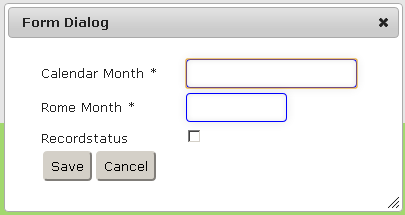 Form Dialog
Calendar Month *
Rome Month *
Recordstatus
Save Cancel